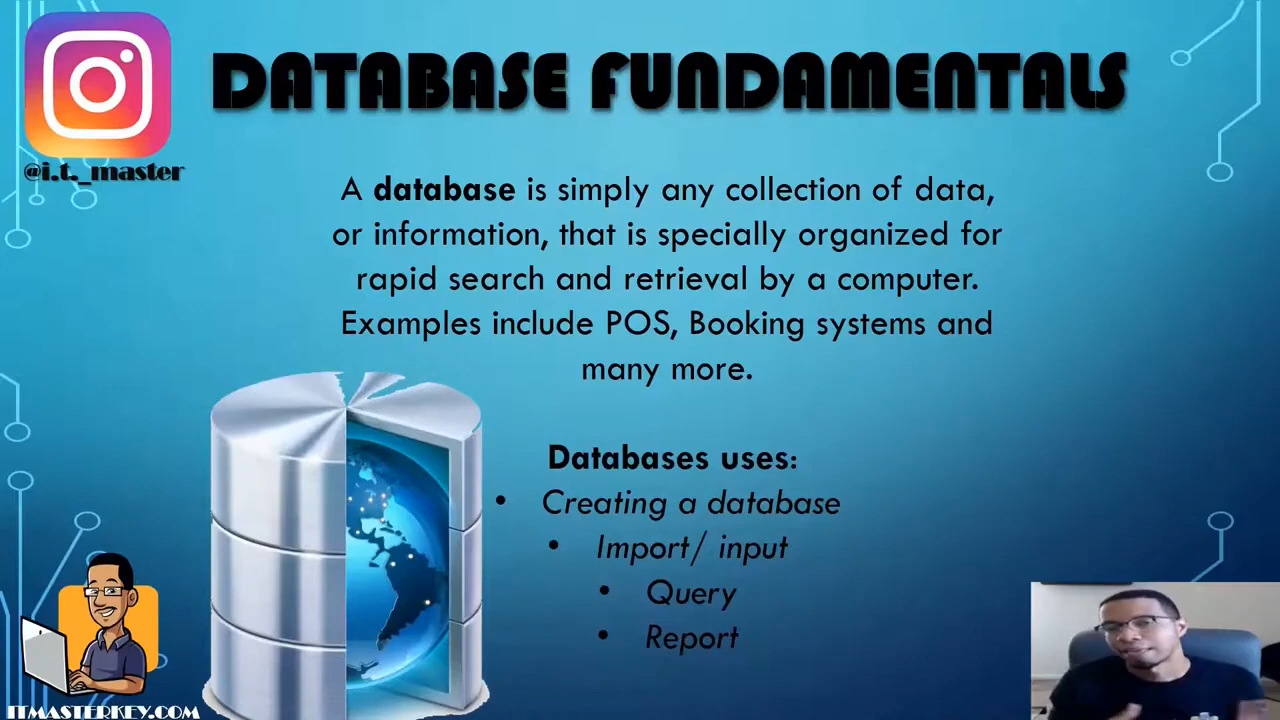 DATABASE FUNDAMENTALS
@i.t._master
A database is simply any collection of data,
or information, that is specially organized for
rapid search and retrieval by a computer.
Examples include POS, Booking systems and
many more.
Databases uses:
• Creating a database
• Import/ input
• Query
• Report
ITMASTERKEY.COM